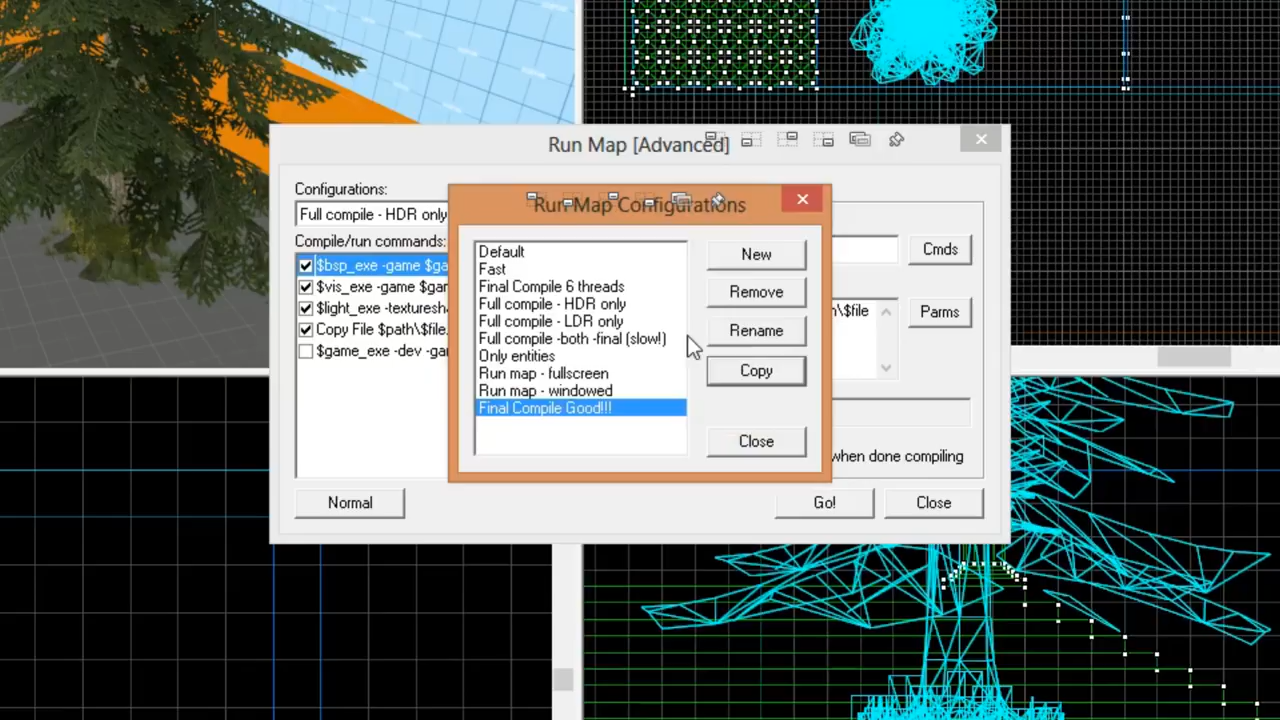 Run Map [Advanced]
Configurations:
Full compile - HDR only
Compile/run commands:
$bsp_exe -game $ga
$vis_exe -game $gar
$light_exe -texturesh
Copy File $path\$file.
$game_exe -dev -gar
Run Map Configurations
Default
Fast
Final Compile 6 threads
Full compile - HDR only
Full compile - LDR only
Full compile -both -final (slow!)
Only entities
Run map - fullscreen
Run map - windowed
Final Compile Good!!!
New
Remove
Rename
Copy
Close
Cmds
\$file
Parms
when done compiling
Normal
Go!
Close